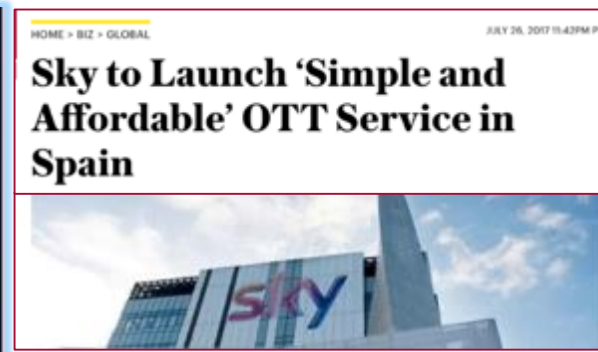 HOME > BIZ > GLOBAL
JULY 26, 2017 11:42PM P
Sky to Launch ‘Simple and
Affordable’ OTT Service in
Spain
sky